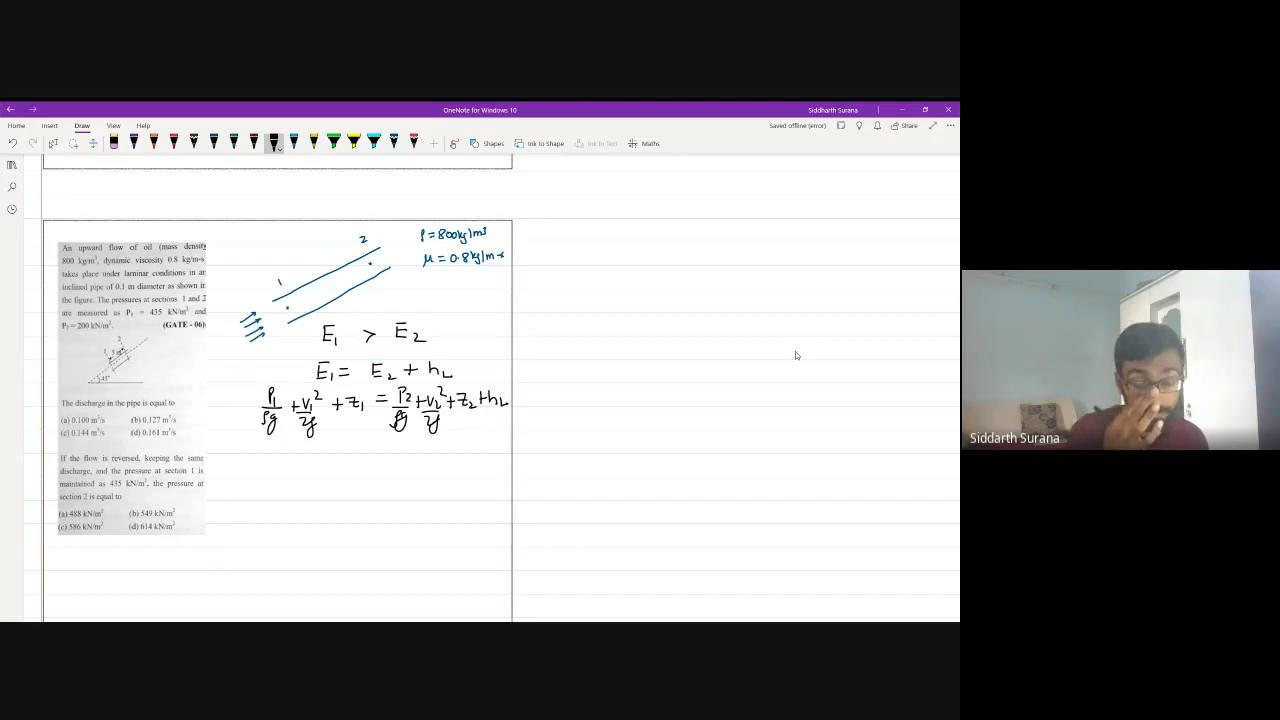 OneNote for Windows 10
Siddharth Surana
Home Insert Draw View Help
Saved offline (error)
Share
Shapes
Ink to Shape
Ink to Text
Maths
An upward flow of oil (mass density
800 kg/m³, dynamic viscosity 0.8 kg/m-s
takes place under laminar conditions in an
inclined pipe of 0.1 m diameter as shown in
the figure. The pressures at sections 1 and 2
are measured as P₁ = 435 kN/m² and
P₂ = 200 kN/m². (GATE - 06)
45°
The discharge in the pipe is equal to
(a) 0.100 m³/s (b) 0.127 m³/s
(c) 0.144 m³/s (d) 0.161 m³/s
If the flow is reversed, keeping the same
discharge, and the pressure at section 1 is
maintained as 435 kN/m², the pressure at
section 2 is equal to
(a) 488 kN/m² (b) 549 kN/m²
(c) 586 kN/m² (d) 614 kN/m²
1
2
ρ = 800kg/m³
μ = 0.8kg/m-s
E₁ > E₂
E₁ = E₂ + hL
P₁/ρg + V₁²/2g + z₁ = P₂/ρg + V₂²/2g + z₂ + hL
Siddarth Surana